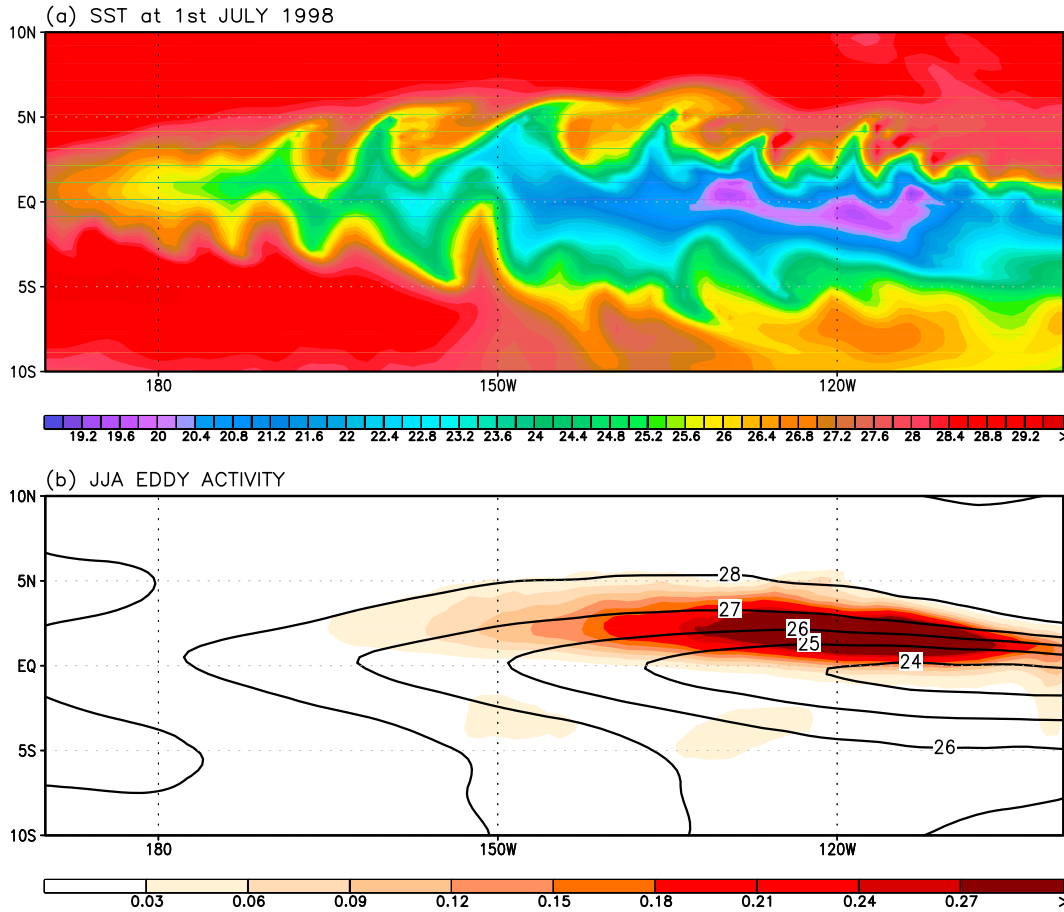 (a) SST at 1st JULY 1998
10N
5N
EQ
5S
10S
180 150W 120W
19.2 19.6 20 20.4 20.8 21.2 21.6 22 22.4 22.8 23.2 23.6 24 24.4 24.8 25.2 25.6 26 26.4 26.8 27.2 27.6 28 28.4 28.8 29.2 >
(b) JJA EDDY ACTIVITY
10N
28
5N
27
26
25
24
EQ
26
5S
10S
180 150W 120W
0.03 0.06 0.09 0.12 0.15 0.18 0.21 0.24 0.27 >